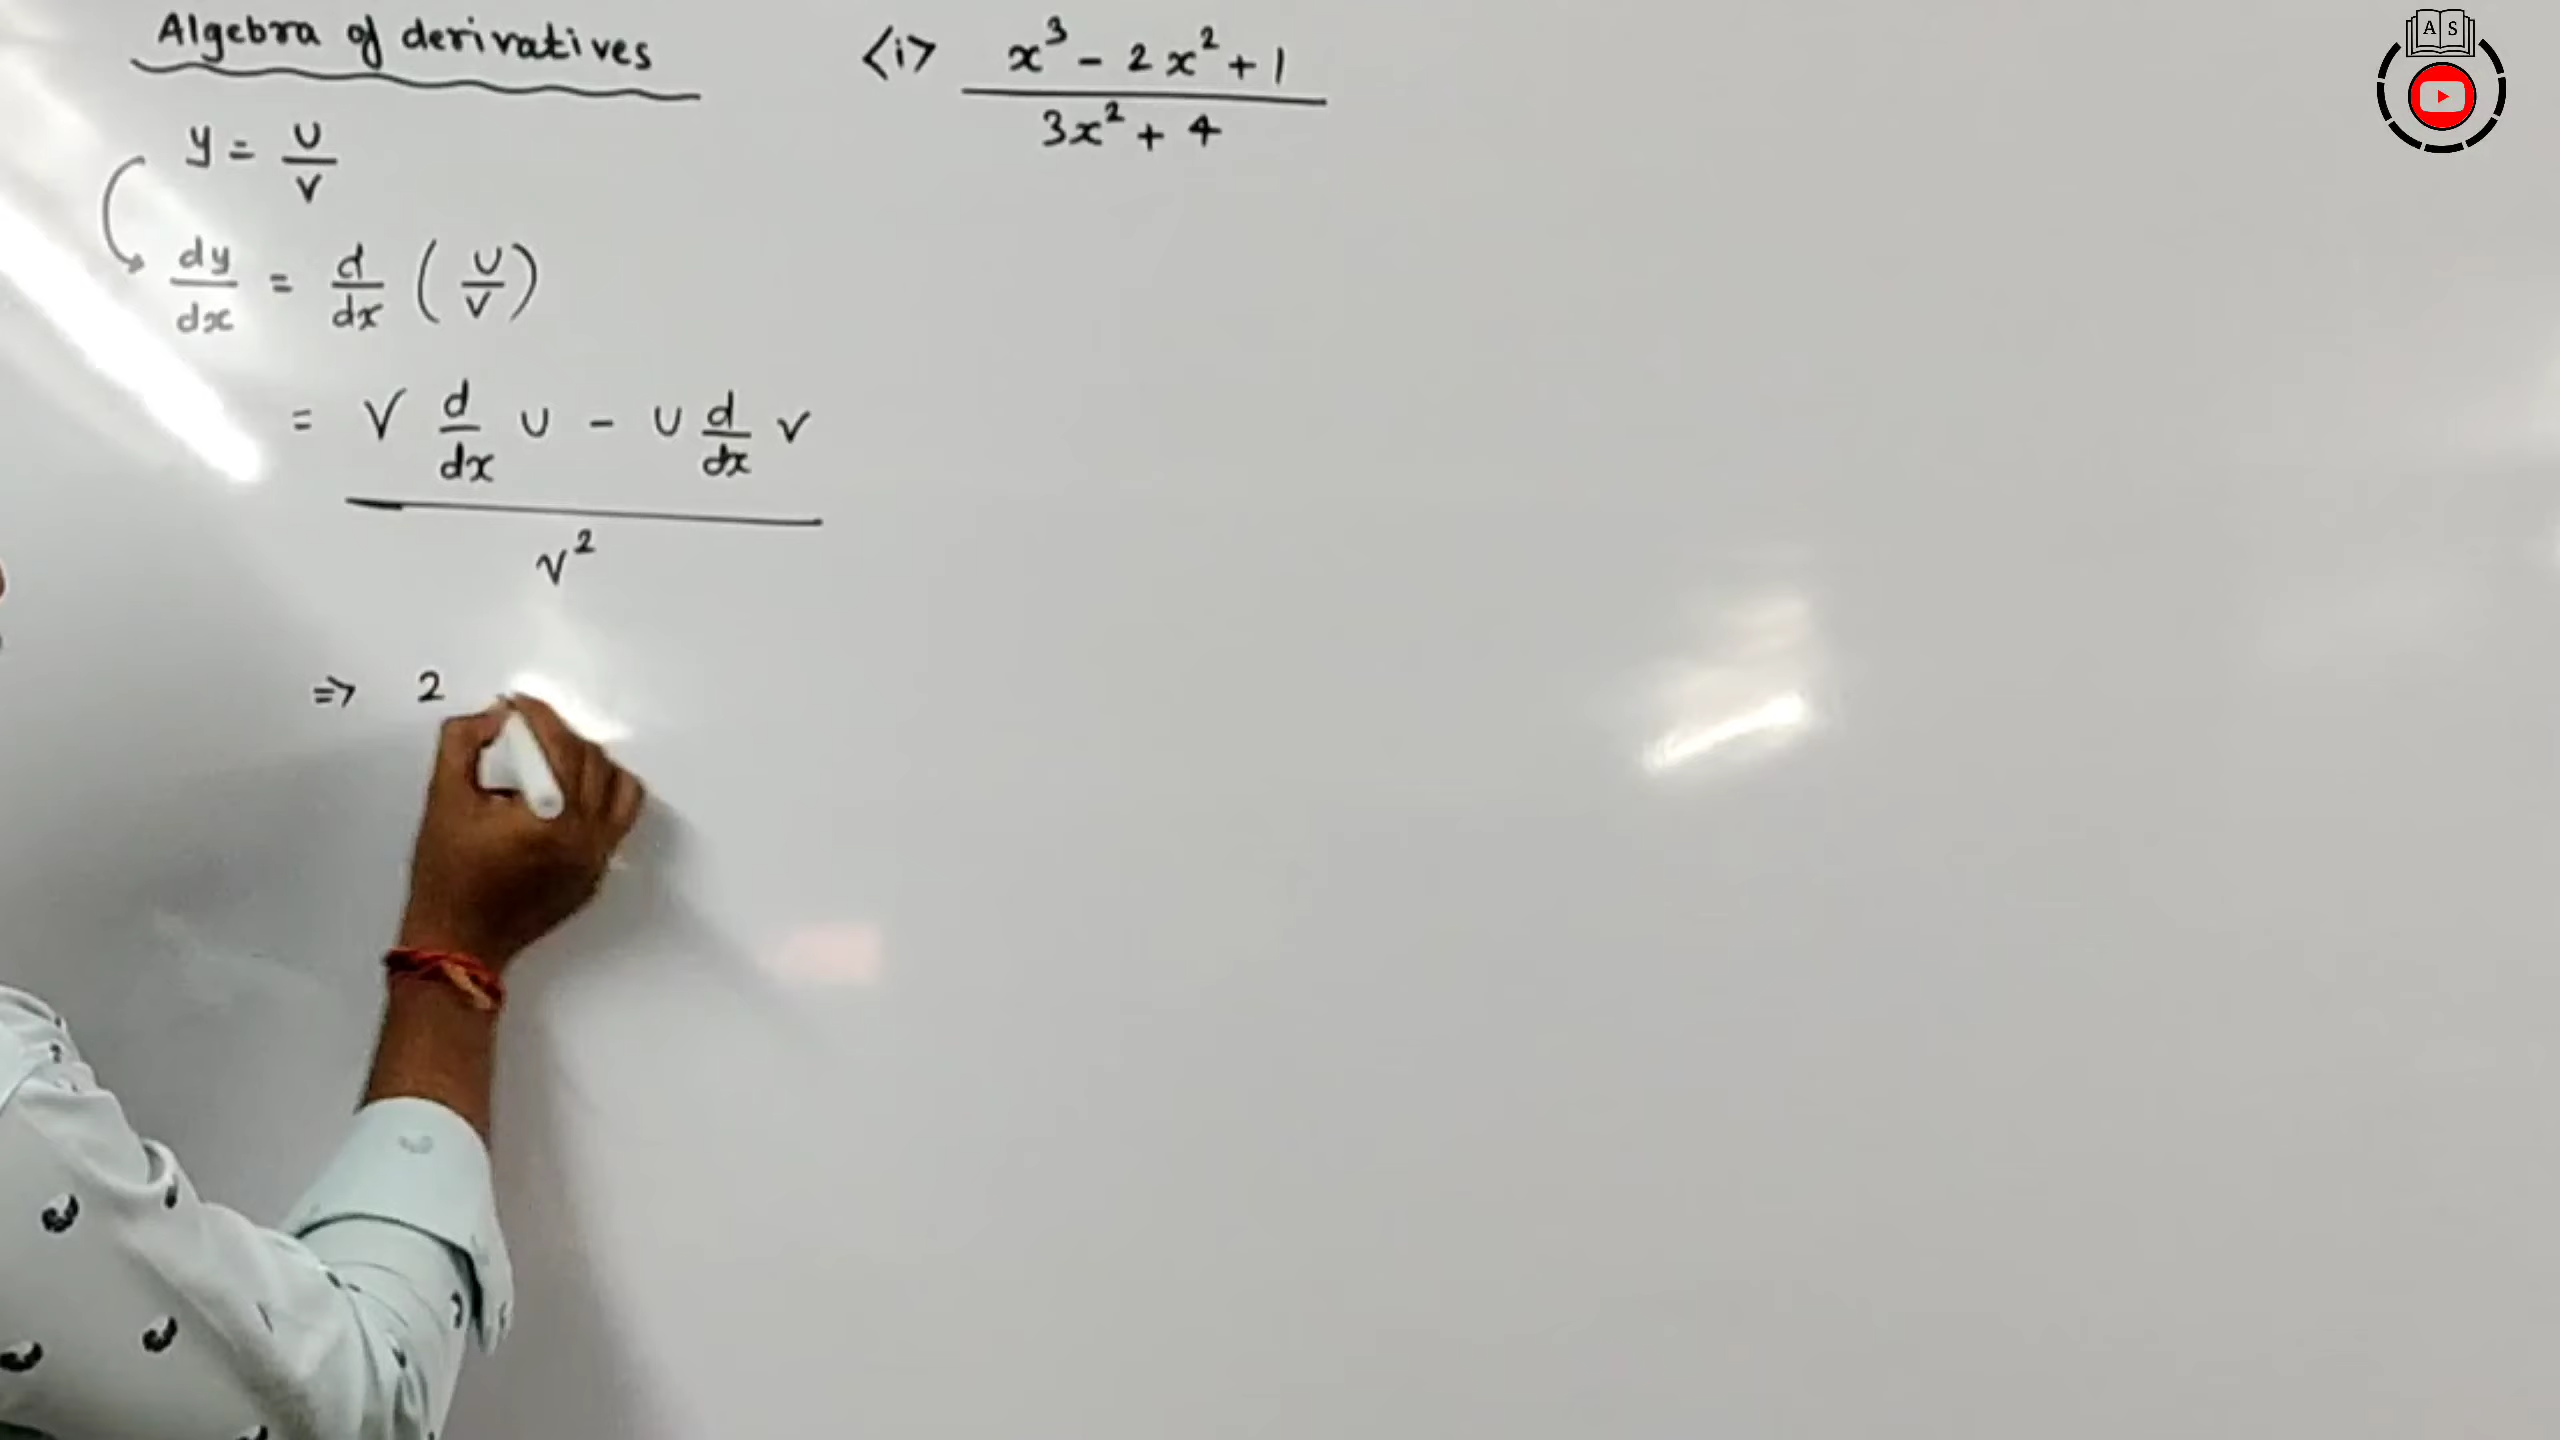 Algebra of derivatives
y = U/V
dy/dx = d/dx (U/V)
= V d/dx U - U d/dx V / V²
⇒ 2
<i> x³ - 2x² + 1 / 3x² + 4
A S